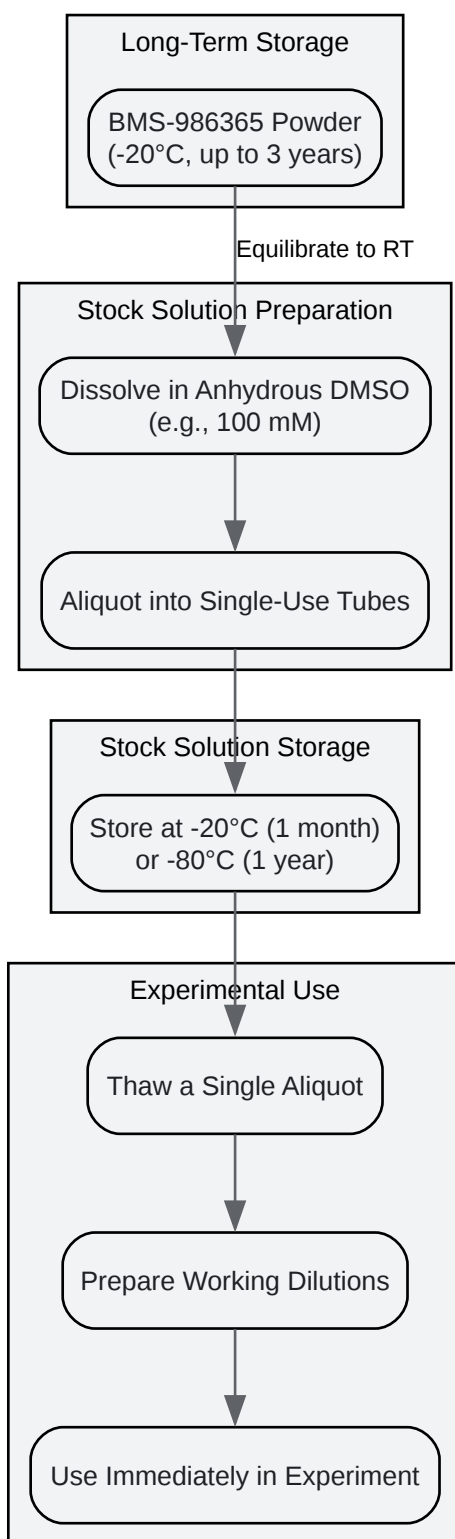 Long-Term Storage
BMS-986365 Powder
(-20°C, up to 3 years)
Equilibrate to RT
Stock Solution Preparation
Dissolve in Anhydrous DMSO
(e.g., 100 mM)
Aliquot into Single-Use Tubes
Stock Solution Storage
Store at -20°C (1 month)
or -80°C (1 year)
Experimental Use
Thaw a Single Aliquot
Prepare Working Dilutions
Use Immediately in Experiment